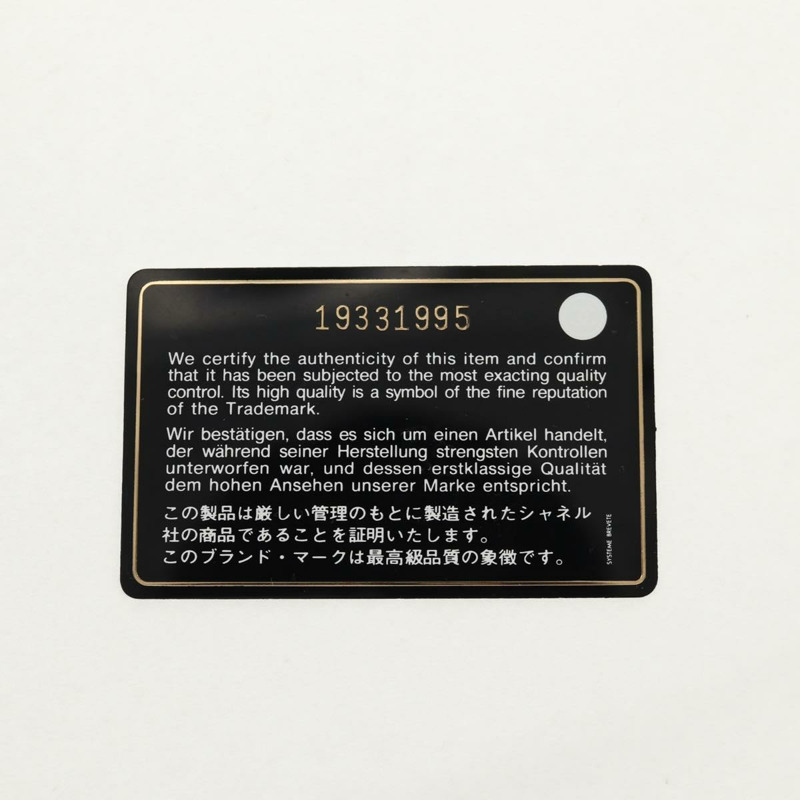 19331995
We certify the authenticity of this item and confirm
that it has been subjected to the most exacting quality
control. Its high quality is a symbol of the fine reputation
of the Trademark.
Wir bestätigen, dass es sich um einen Artikel handelt,
der während seiner Herstellung strengsten Kontrollen
unterworfen war, und dessen erstklassige Qualität
dem hohen Ansehen unserer Marke entspricht.
この製品は厳しい管理のもとに製造されたシャネル
社の商品であることを証明いたします。
このブランド・マークは最高級品質の象徴です。
SYSTEME BREVETE